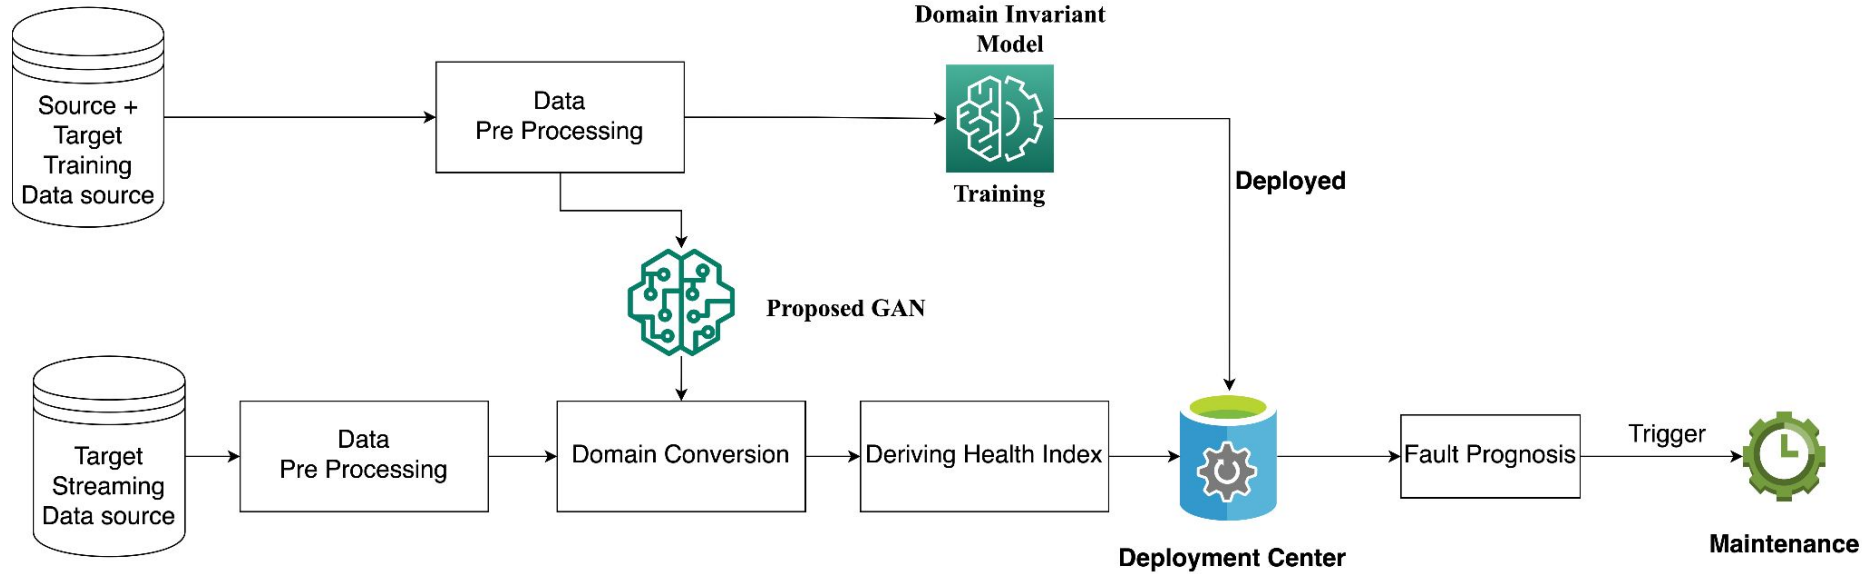 Domain Invariant
Model
Source +
Target
Training
Data source
Data
Pre Processing
Training
Deployed
Proposed GAN
Target
Streaming
Data source
Data
Pre Processing
Domain Conversion
Deriving Health Index
Deployment Center
Fault Prognosis
Trigger
Maintenance